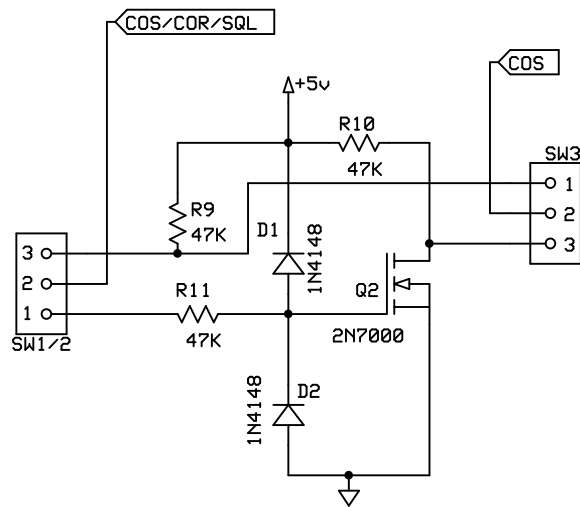 COS/COR/SQL
COS
+5v
R10
47K
SW3
1
2
3
R9
47K
D1
1N4148
3
2
1
SW1/2
R11
47K
Q2
2N7000
1N4148
D2